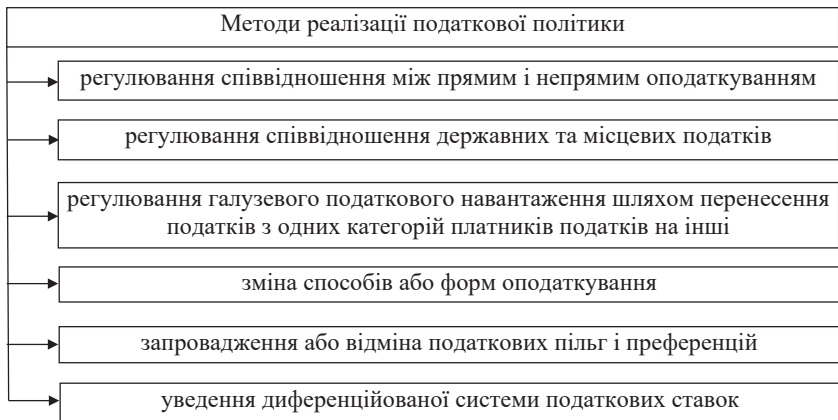 Методи реалізації податкової політики
регулювання співвідношення між прямим і непрямим оподаткуванням
регулювання співвідношення державних та місцевих податків
регулювання галузевого податкового навантаження шляхом перенесення
податків з одних категорій платників податків на інші
зміна способів або форм оподаткування
запровадження або відміна податкових пільг і преференцій
уведення диференційованої системи податкових ставок